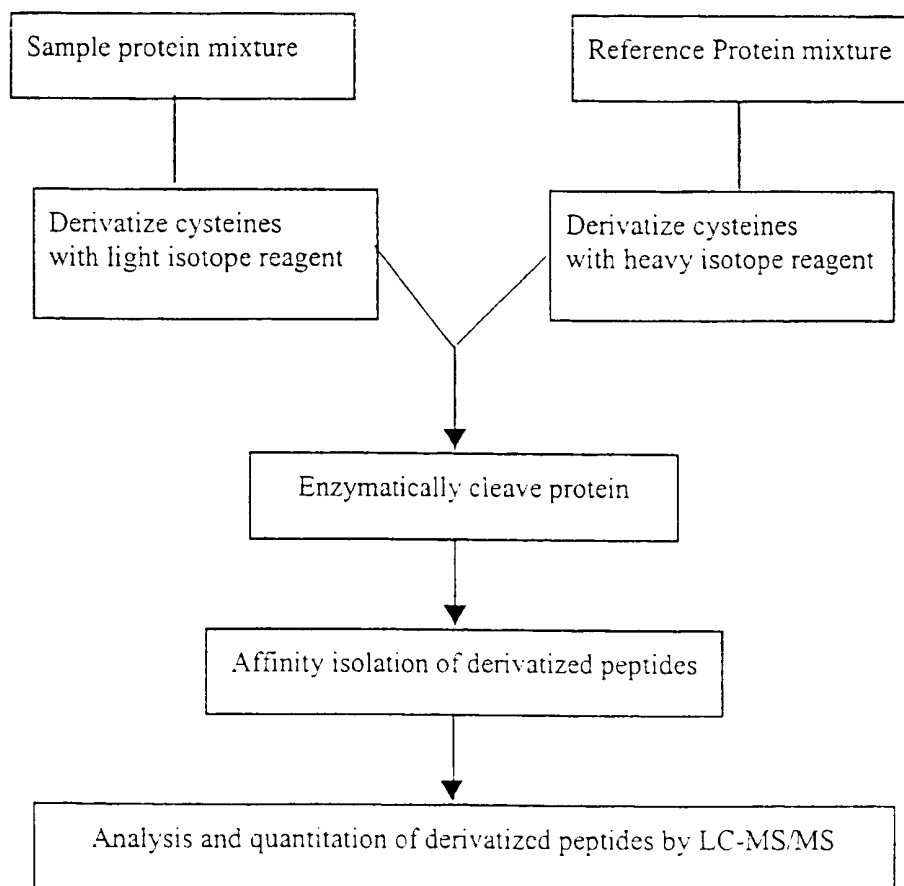 Sample protein mixture
Reference Protein mixture
Derivatize cysteines
with light isotope reagent
Derivatize cysteines
with heavy isotope reagent
Enzymatically cleave protein
Affinity isolation of derivatized peptides
Analysis and quantitation of derivatized peptides by LC-MS/MS